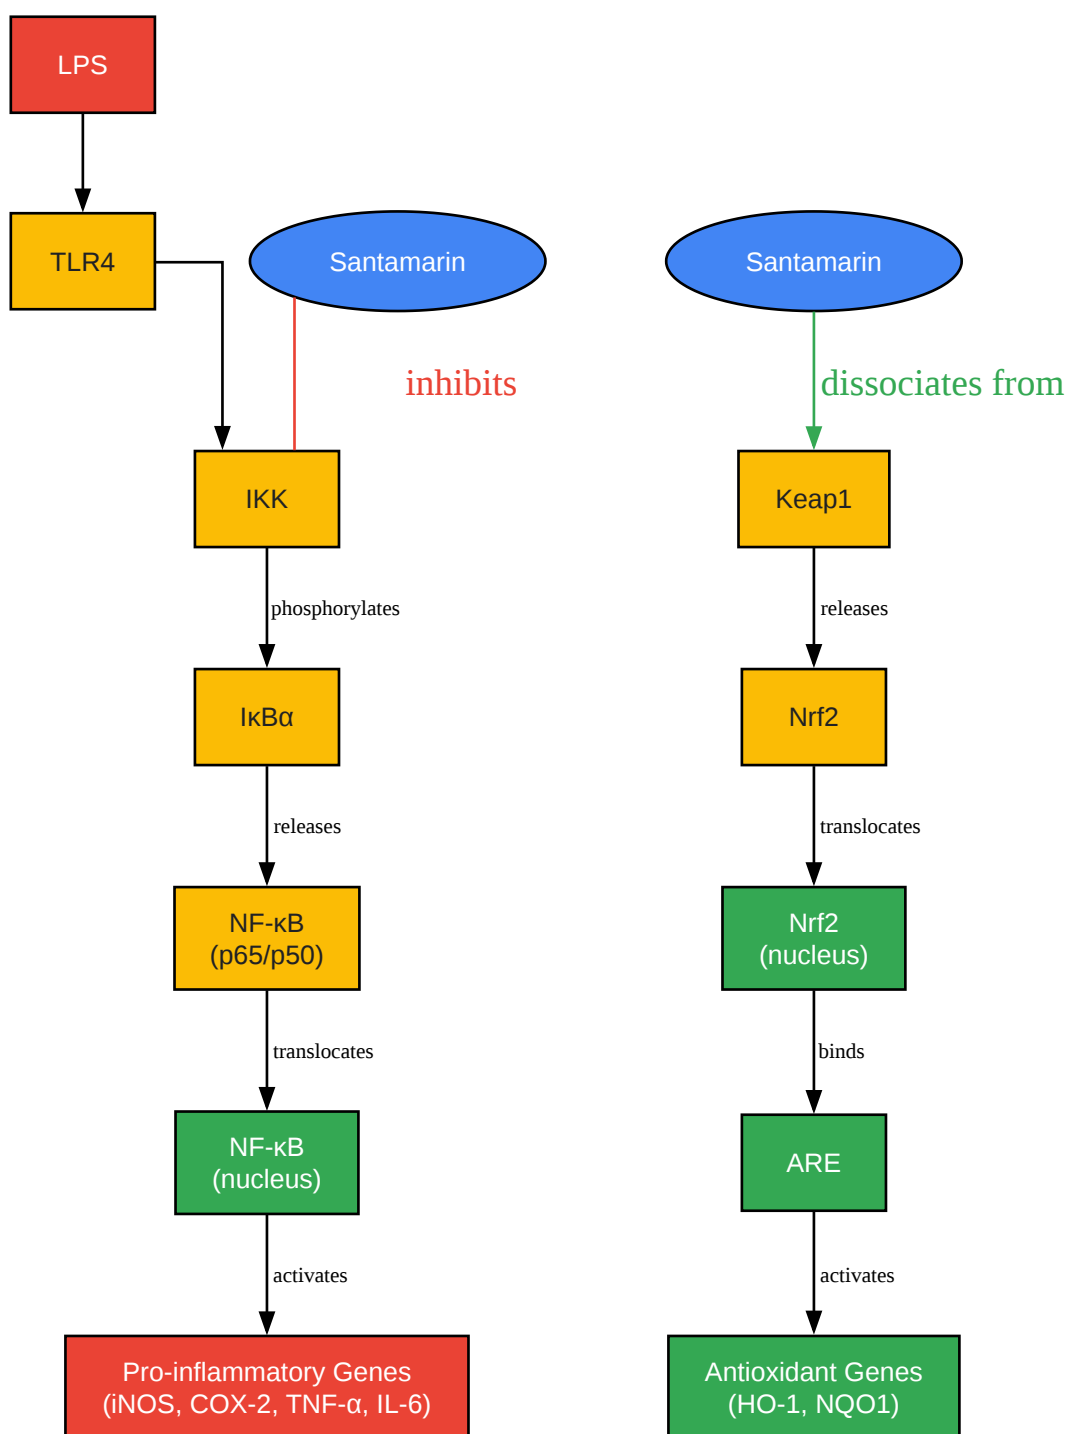 LPS
TLR4
Santamarin
Santamarin
inhibits
dissociates from
IKK
Keap1
phosphorylates
releases
IκBα
Nrf2
releases
translocates
NF-κB
(p65/p50)
Nrf2
(nucleus)
translocates
binds
NF-κB
(nucleus)
ARE
activates
activates
Pro-inflammatory Genes
(iNOS, COX-2, TNF-α, IL-6)
Antioxidant Genes
(HO-1, NQO1)